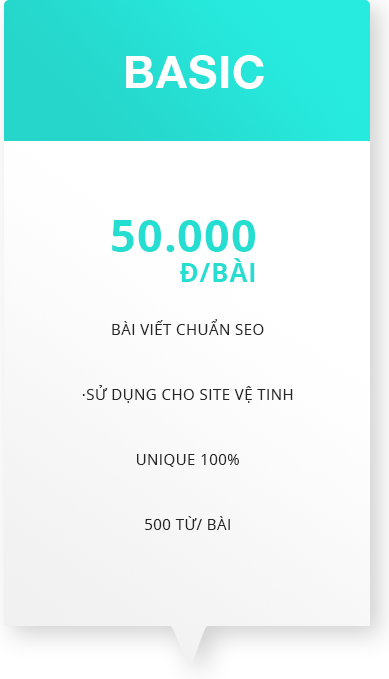 BASIC
50.000
Đ/BÀI
BÀI VIẾT CHUẨN SEO
·SỬ DỤNG CHO SITE VỆ TINH
UNIQUE 100%
500 TỪ/ BÀI